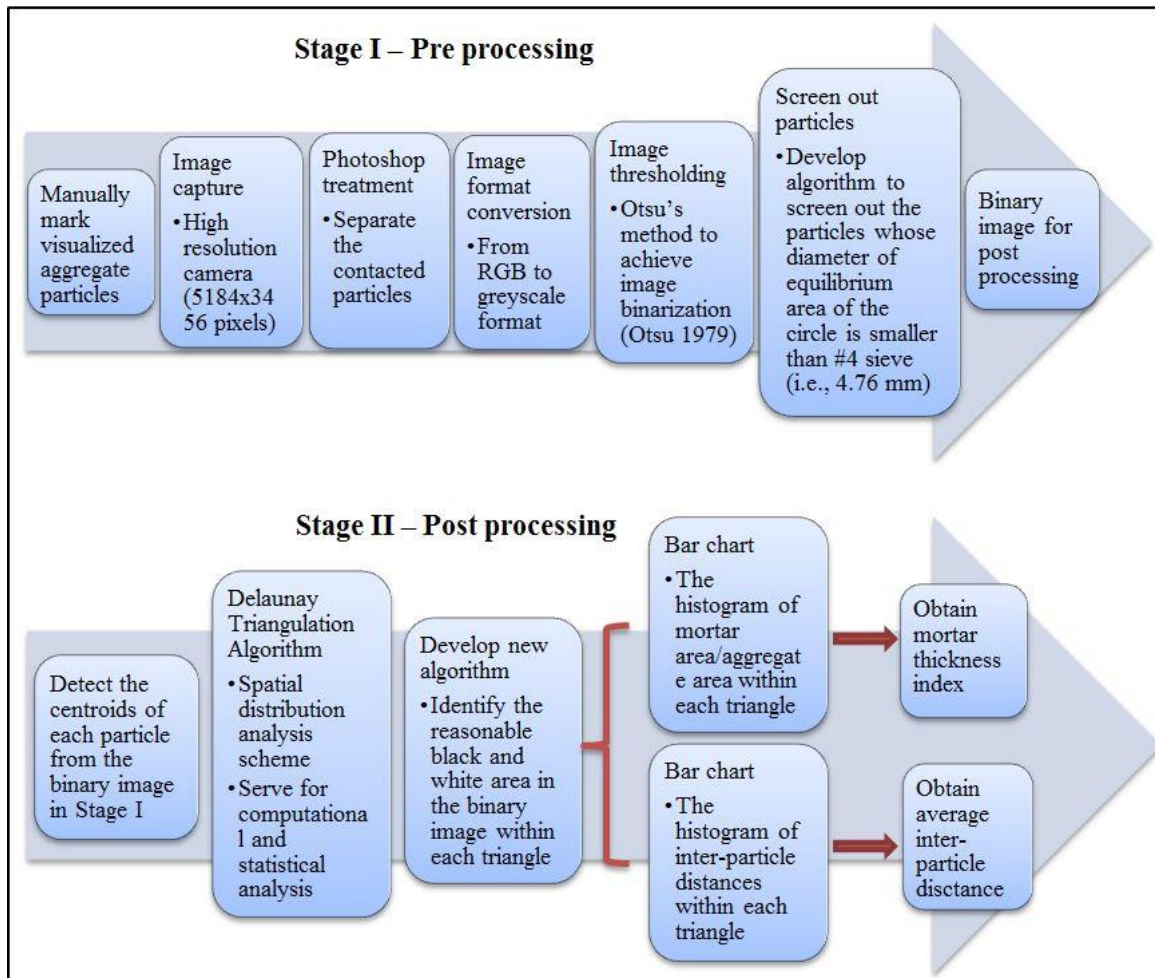 Stage I – Pre processing
Manually
mark
visualized
aggregate
particles
Image
capture
•High
resolution
camera
(5184x34
56 pixels)
Photoshop
treatment
•Separate
the
contacted
particles
Image
format
conversion
•From
RGB to
greyscale
format
Image
thresholding
•Otsu’s
method to
achieve
image
binarization
(Otsu 1979)
Screen out
particles
•Develop
algorithm to
screen out the
particles whose
diameter of
equilibrium
area of the
circle is smaller
than #4 sieve
(i.e., 4.76 mm)
Binary
image for
post
processing
Stage II – Post processing
Detect the
centroids of
each particle
from the
binary image
in Stage I
Delaunay
Triangulation
Algorithm
•Spatial
distribution
analysis
scheme
•Serve for
computationa
l and
statistical
analysis
Develop new
algorithm
•Identify the
reasonable
black and
white area in
the binary
image within
each triangle
Bar chart
•The
histogram of
mortar
area/aggregat
e area within
each triangle
Obtain
mortar
thickness
index
Bar chart
•The
histogram of
inter-particle
distances
within each
triangle
Obtain
average
inter-
particle
disctance